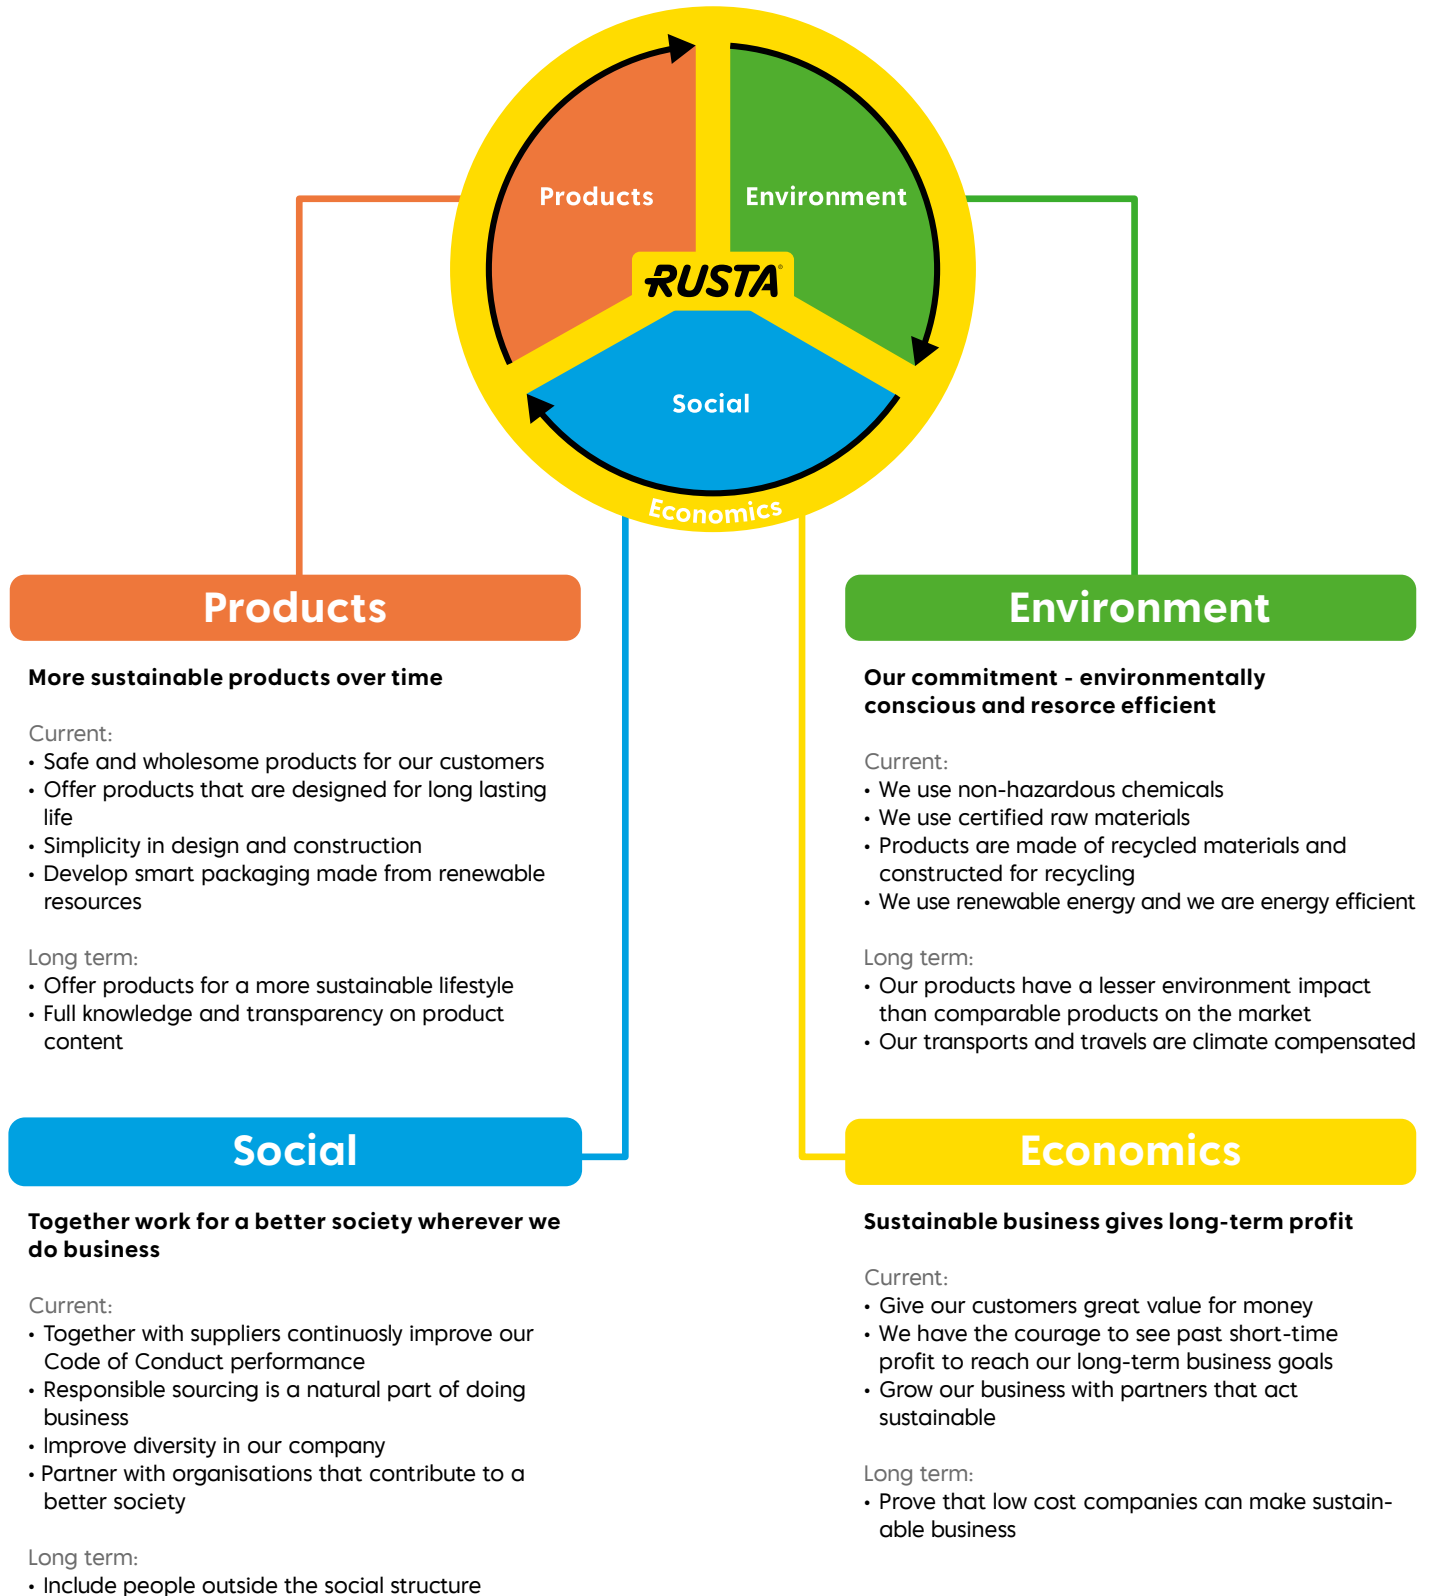 Products
Environment
RUSTA
Social
Economics
Products
More sustainable products over time
Current:
• Safe and wholesome products for our customers
• Offer products that are designed for long lasting
life
• Simplicity in design and construction
• Develop smart packaging made from renewable
resources
Long term:
• Offer products for a more sustainable lifestyle
• Full knowledge and transparency on product
content
Environment
Our commitment - environmentally
conscious and resorce efficient
Current:
• We use non-hazardous chemicals
• We use certified raw materials
• Products are made of recycled materials and
constructed for recycling
• We use renewable energy and we are energy efficient
Long term:
• Our products have a lesser environment impact
than comparable products on the market
• Our transports and travels are climate compensated
Social
Together work for a better society wherever we
do business
Current:
• Together with suppliers continuosly improve our
Code of Conduct performance
• Responsible sourcing is a natural part of doing
business
• Improve diversity in our company
• Partner with organisations that contribute to a
better society
Long term:
• Include people outside the social structure
Economics
Sustainable business gives long-term profit
Current:
• Give our customers great value for money
• We have the courage to see past short-time
profit to reach our long-term business goals
• Grow our business with partners that act
sustainable
Long term:
• Prove that low cost companies can make sustain-
able business